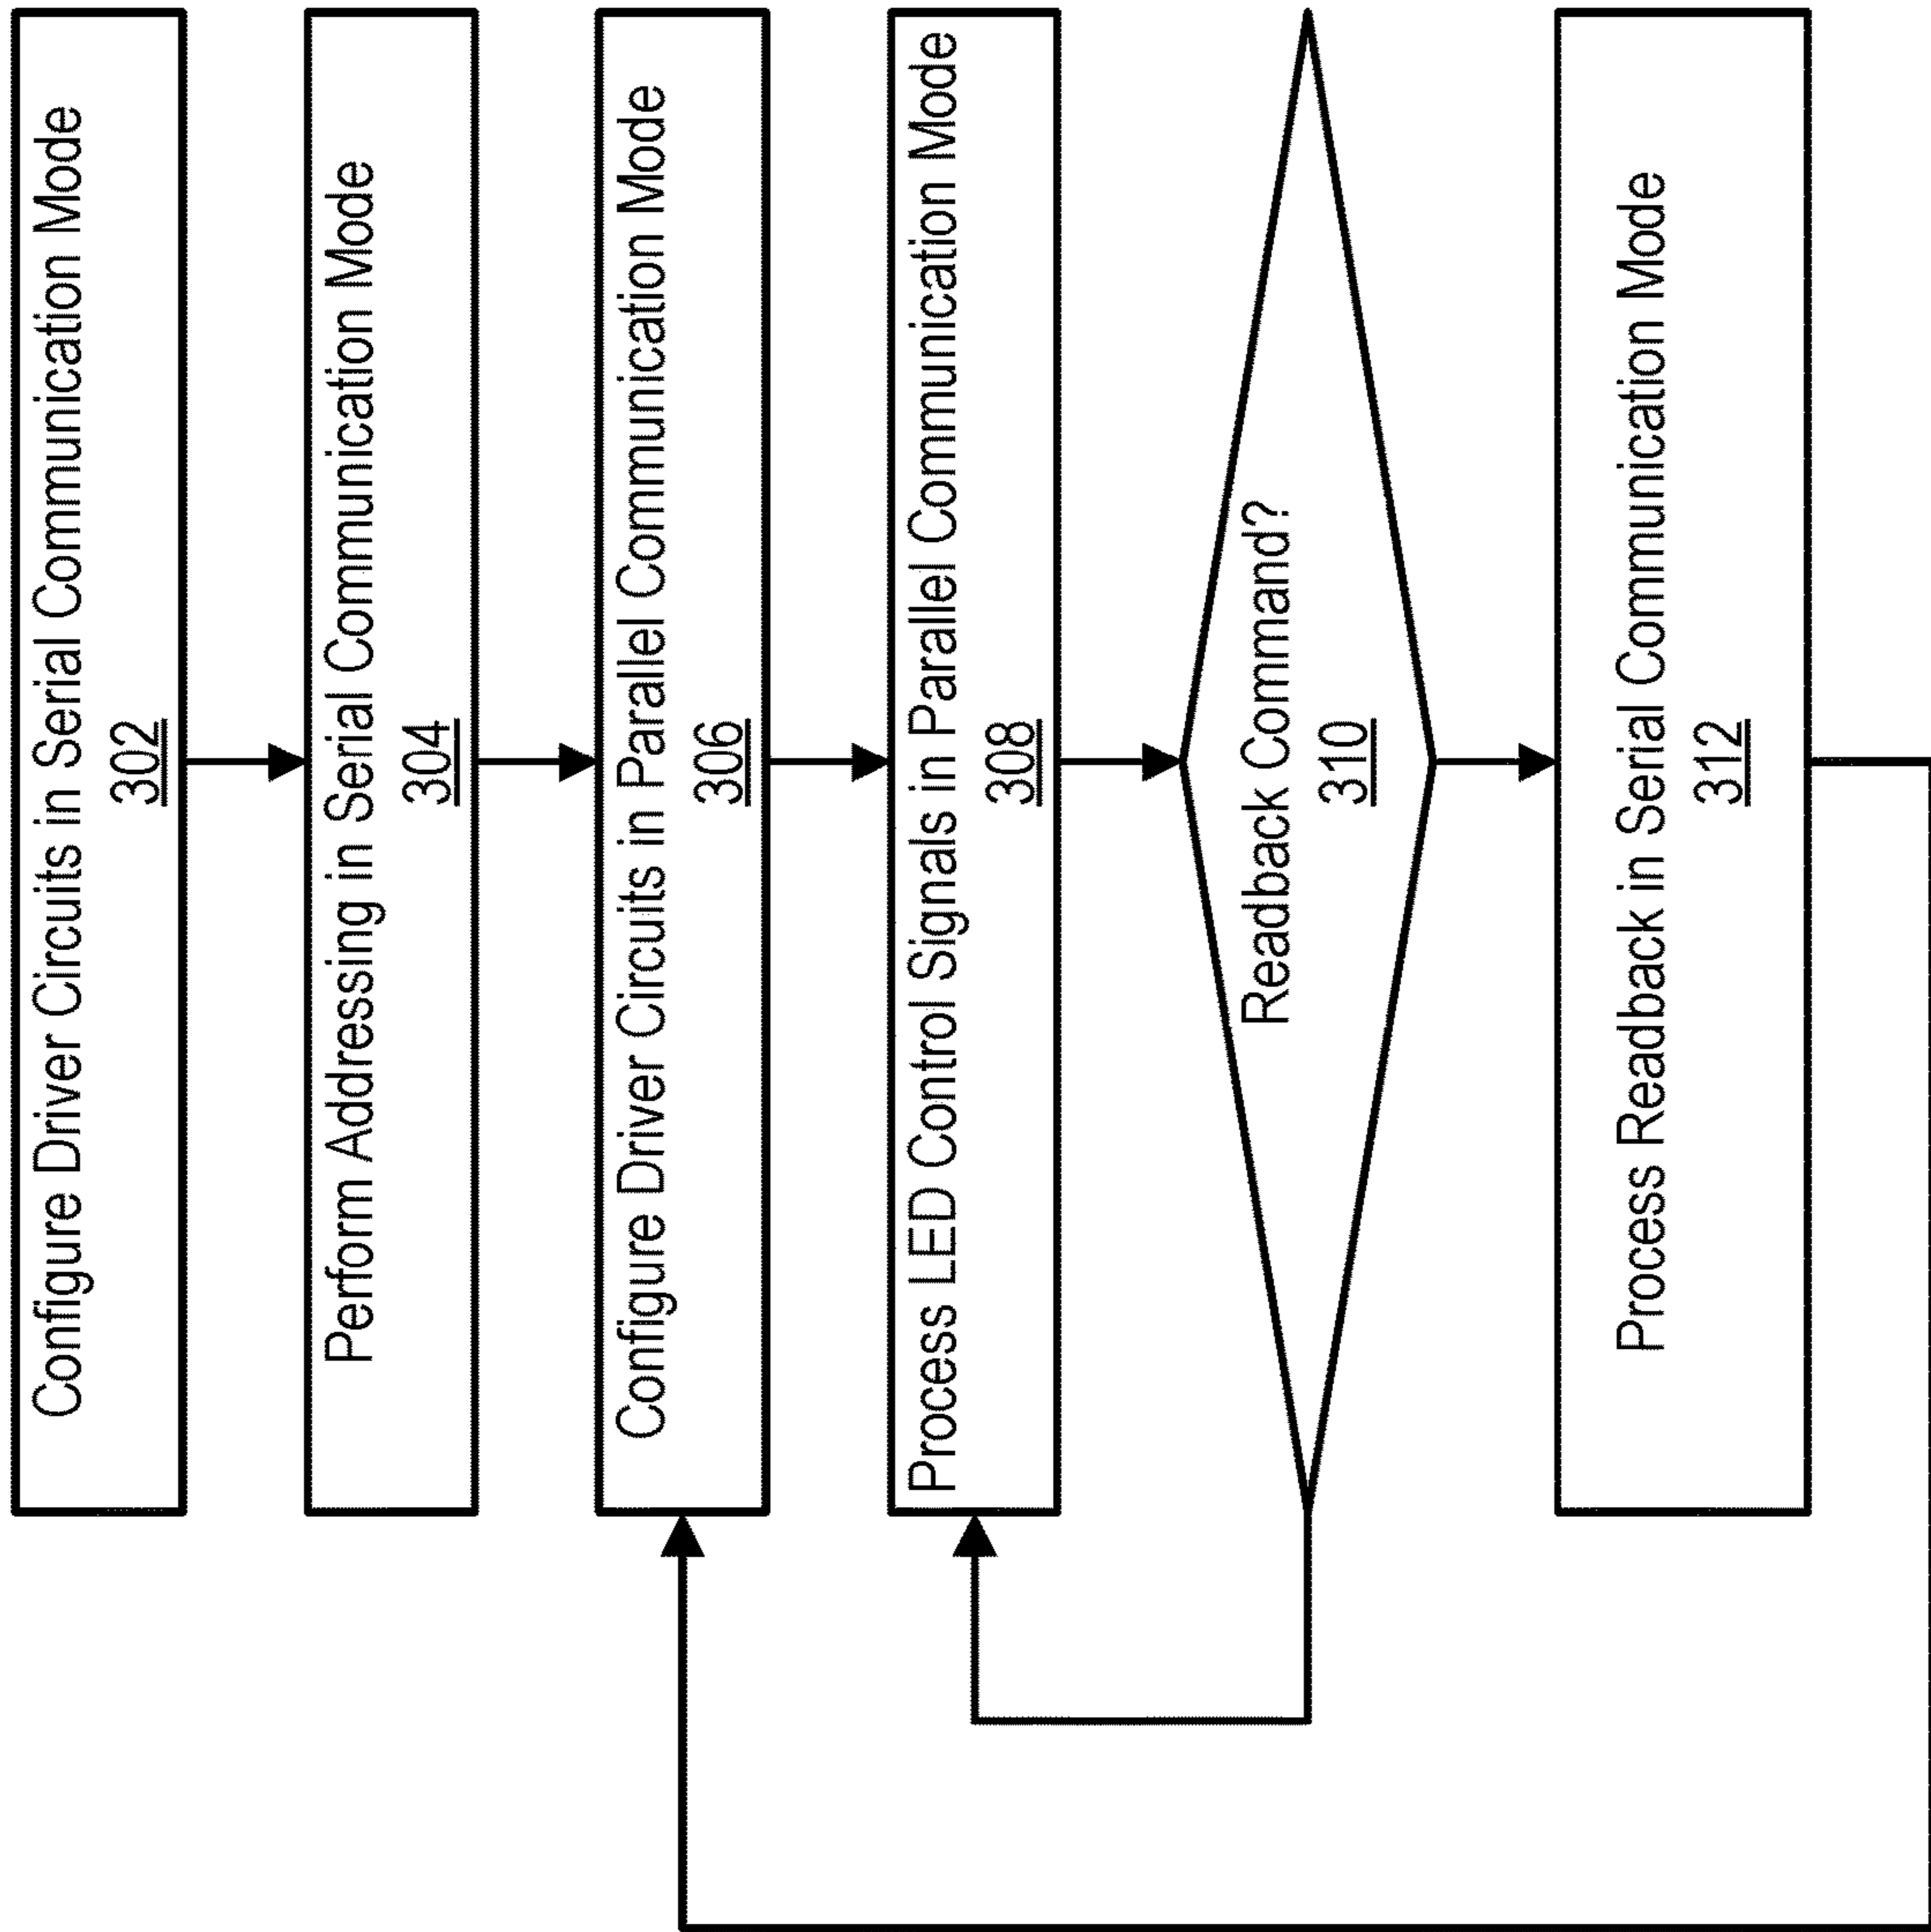 Configure Driver Circuits in Serial Communication Mode
302
Perform Addressing in Serial Communication Mode
304
Configure Driver Circuits in Parallel Communication Mode
306
Process LED Control Signals in Parallel Communication Mode
308
Readback Command?
310
Process Readback in Serial Communication Mode
312